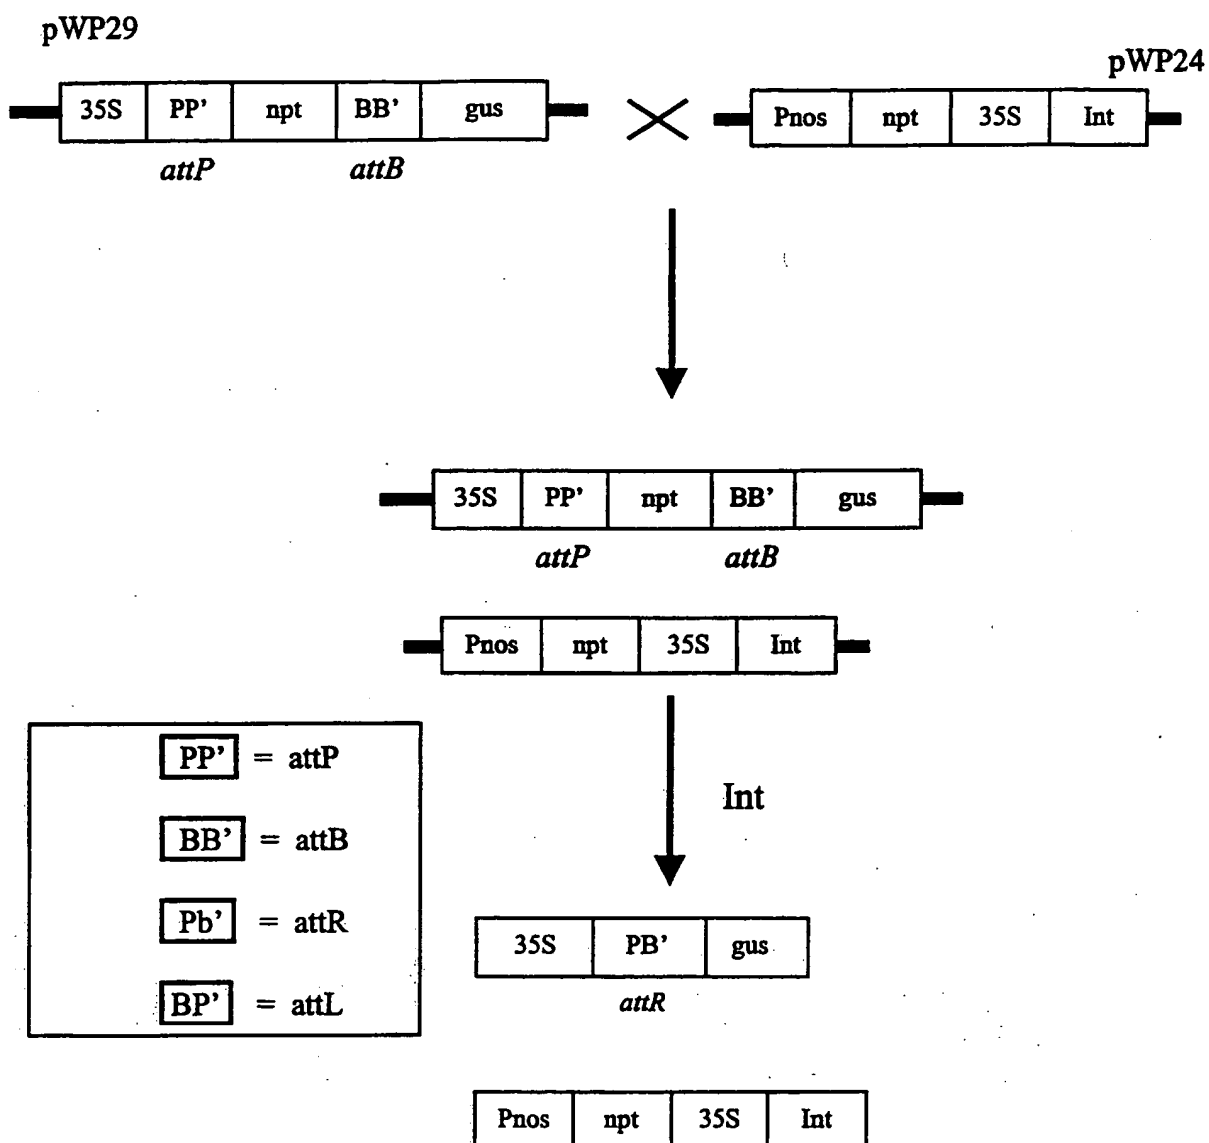 pWP29
pWP24
35S PP' npt BB' gus
Pnos npt 35S Int
attP attB
35S PP' npt BB' gus
attP attB
Pnos npt 35S Int
PP' = attP
BB' = attB
Pb' = attR
BP' = attL
Int
35S PB' gus
attR
Pnos npt 35S Int